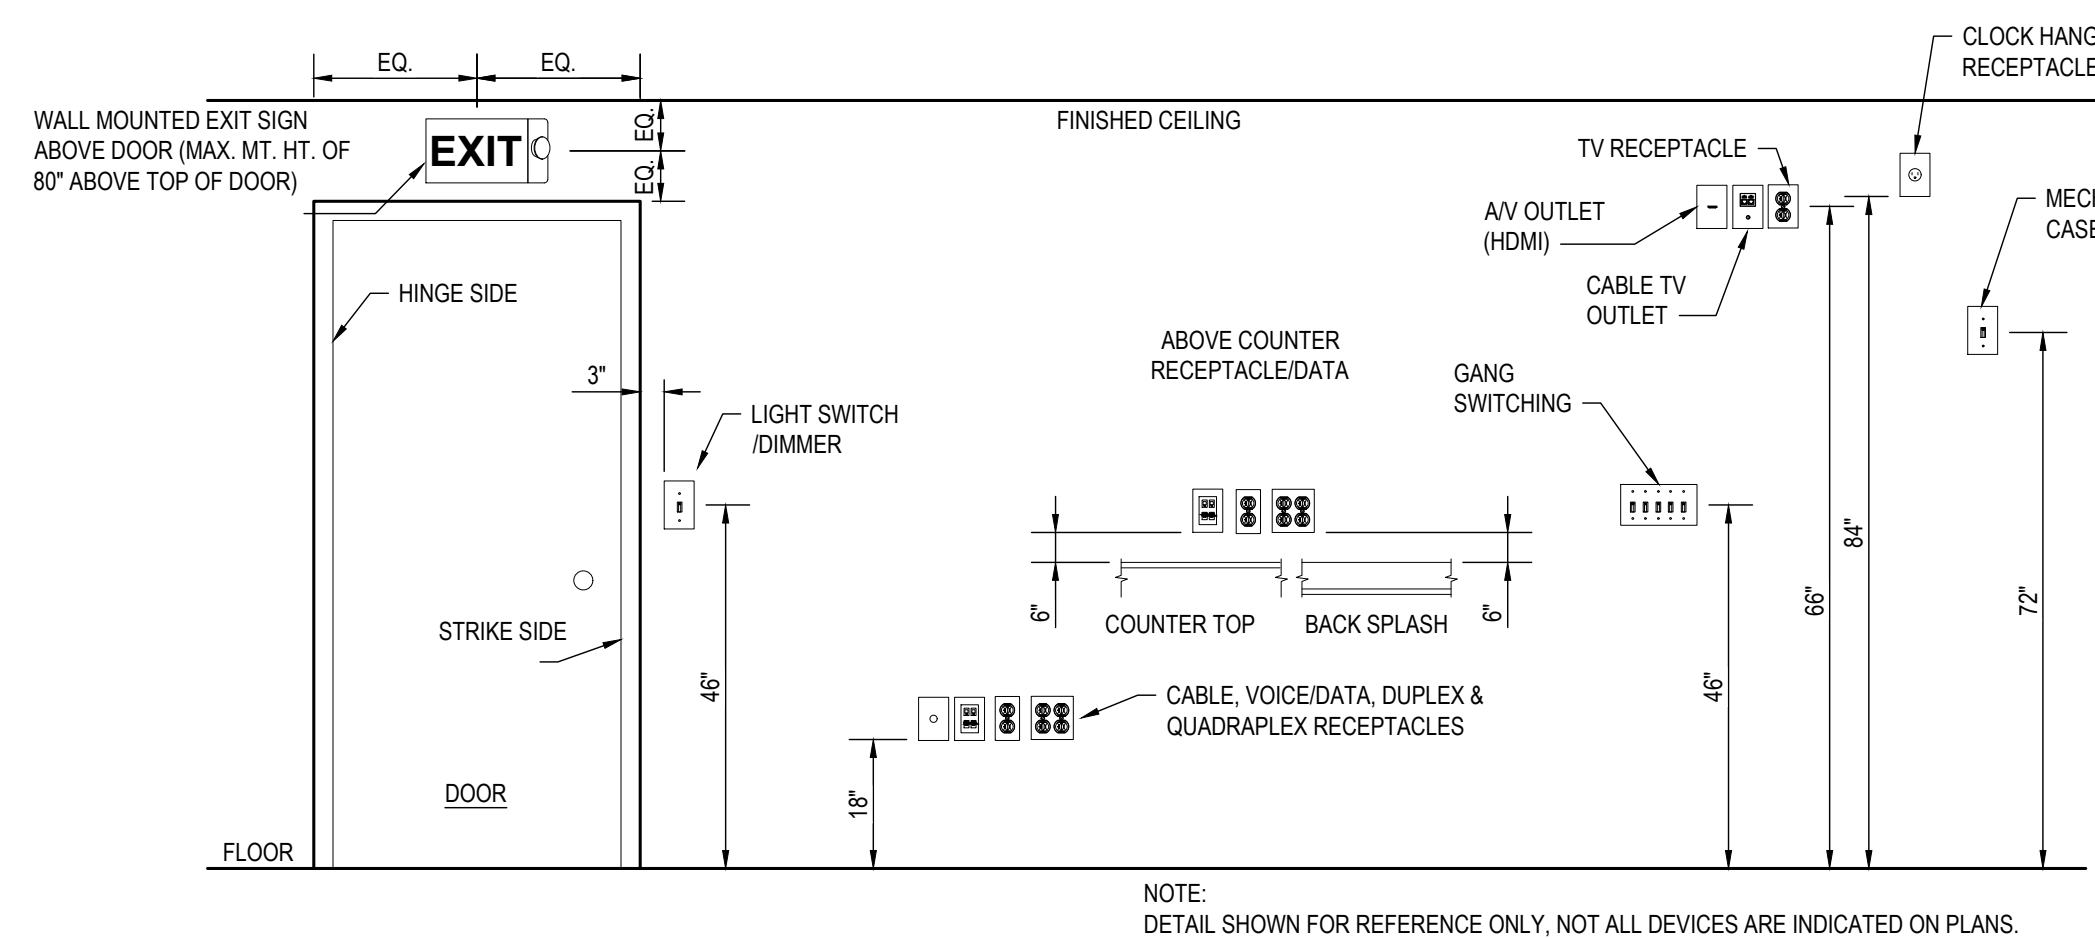 CLOCK HANG
RECEPTACLE
EQ.
EQ.
WALL MOUNTED EXIT SIGN
ABOVE DOOR (MAX. MT. HT. OF
80" ABOVE TOP OF DOOR)
EXIT
EQ.
EQ.
FINISHED CEILING
TV RECEPTACLE
A/V OUTLET
(HDMI)
CABLE TV
OUTLET
MECH
CASE
HINGE SIDE
3"
LIGHT SWITCH
/DIMMER
ABOVE COUNTER
RECEPTACLE/DATA
GANG
SWITCHING
84"
66"
72"
6"
COUNTER TOP
BACK SPLASH
6"
STRIKE SIDE
46"
46"
CABLE, VOICE/DATA, DUPLEX &
QUADRAPLEX RECEPTACLES
18"
DOOR
FLOOR
NOTE:
DETAIL SHOWN FOR REFERENCE ONLY, NOT ALL DEVICES ARE INDICATED ON PLANS.